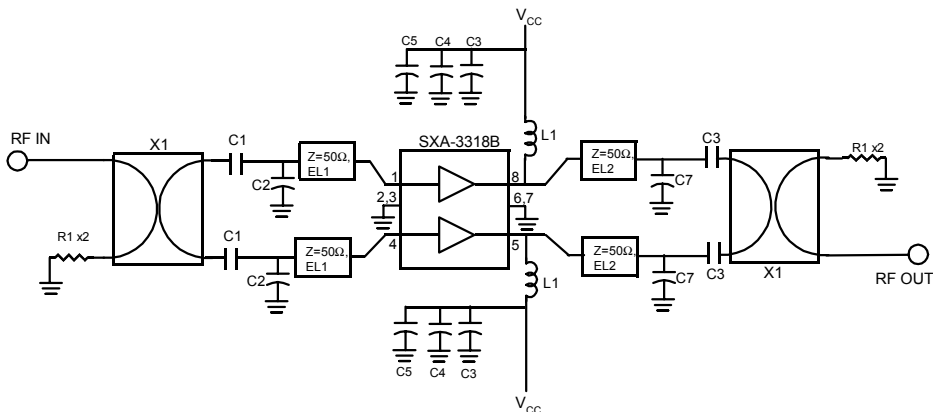 V_CC
C5 C4 C3
L1
RF IN
X1
C1
C2
Z=50Ω, EL1
SXA-3318B
1
2,3
4
8
6,7
5
Z=50Ω, EL2
C3
C7
R1 x2
R1 x2
C1
C2
Z=50Ω, EL1
Z=50Ω, EL2
C7
C3
X1
RF OUT
L1
C5 C4 C3
V_CC